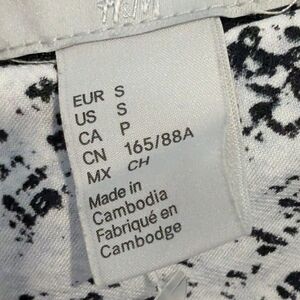 H&M
EUR S
US S
CA P
CN 165/88A
MX CH
Made in
Cambodia
Fabriqué en
Cambodge